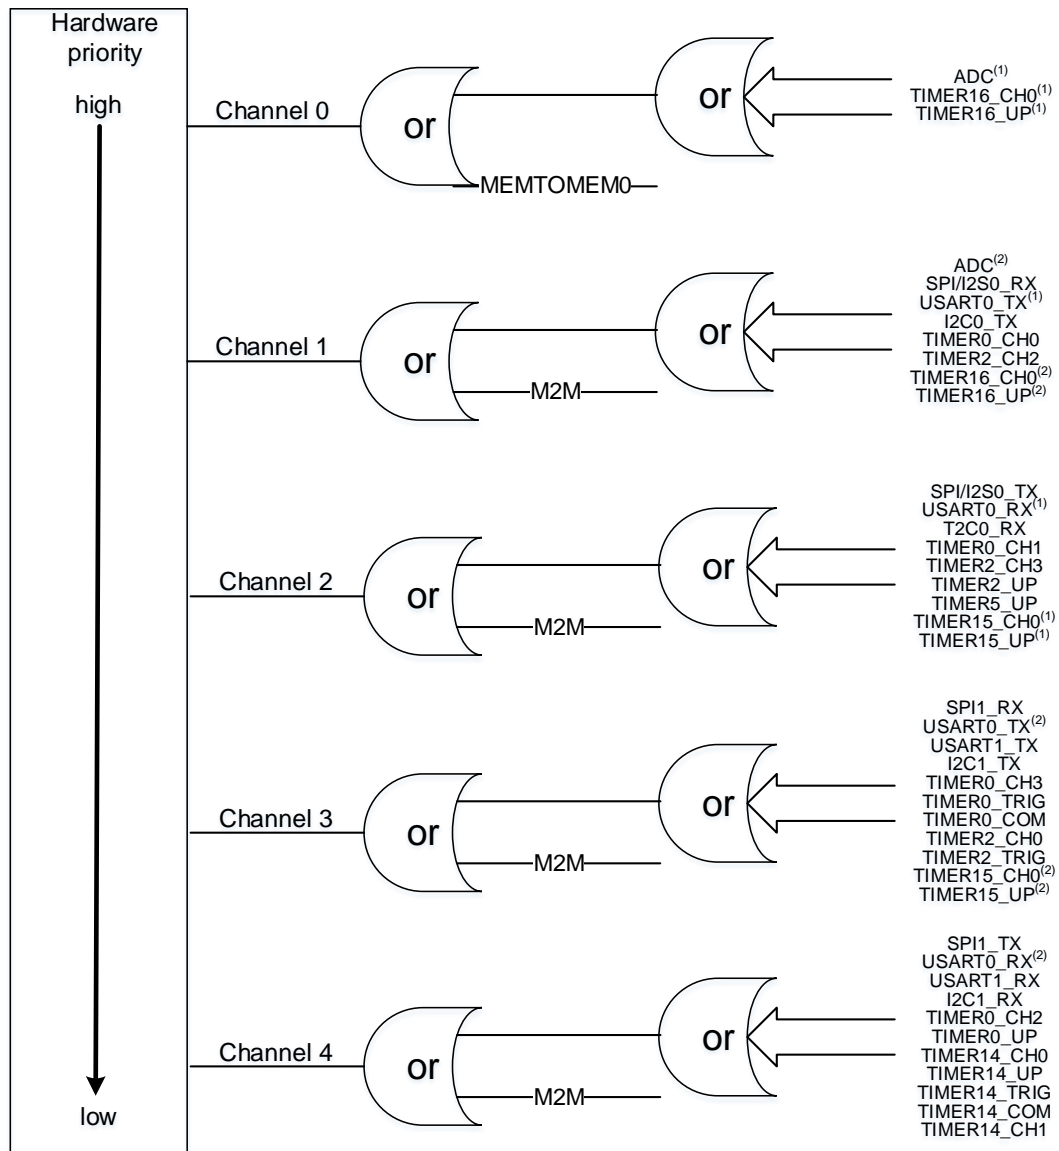 Hardware
priority
high
low
Channel 0
or
or
MEMTOMEM0
ADC(1)
TIMER16_CH0(1)
TIMER16_UP(1)
Channel 1
or
or
M2M
ADC(2)
SPI/I2S0_RX
USART0_TX(1)
I2C0_TX
TIMER0_CH0
TIMER2_CH2
TIMER16_CH0(2)
TIMER16_UP(2)
Channel 2
or
or
M2M
SPI/I2S0_TX
USART0_RX(1)
T2C0_RX
TIMER0_CH1
TIMER2_CH3
TIMER2_UP
TIMER5_UP
TIMER15_CH0(1)
TIMER15_UP(1)
Channel 3
or
or
M2M
SPI1_RX
USART0_TX(2)
USART1_TX
I2C1_TX
TIMER0_CH3
TIMER0_TRIG
TIMER0_COM
TIMER2_CH0
TIMER2_TRIG
TIMER15_CH0(2)
TIMER15_UP(2)
Channel 4
or
or
M2M
SPI1_TX
USART0_RX(2)
USART1_RX
I2C1_RX
TIMER0_CH2
TIMER0_UP
TIMER14_CH0
TIMER14_UP
TIMER14_TRIG
TIMER14_COM
TIMER14_CH1